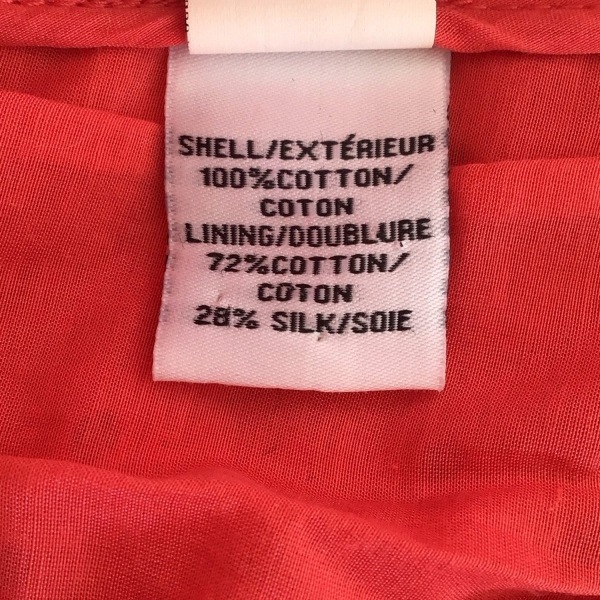 SHELL/EXTÉRIEUR
100%COTTON/
COTON
LINING/DOUBLURE
72%COTTON/
COTON
28% SILK/SOIE